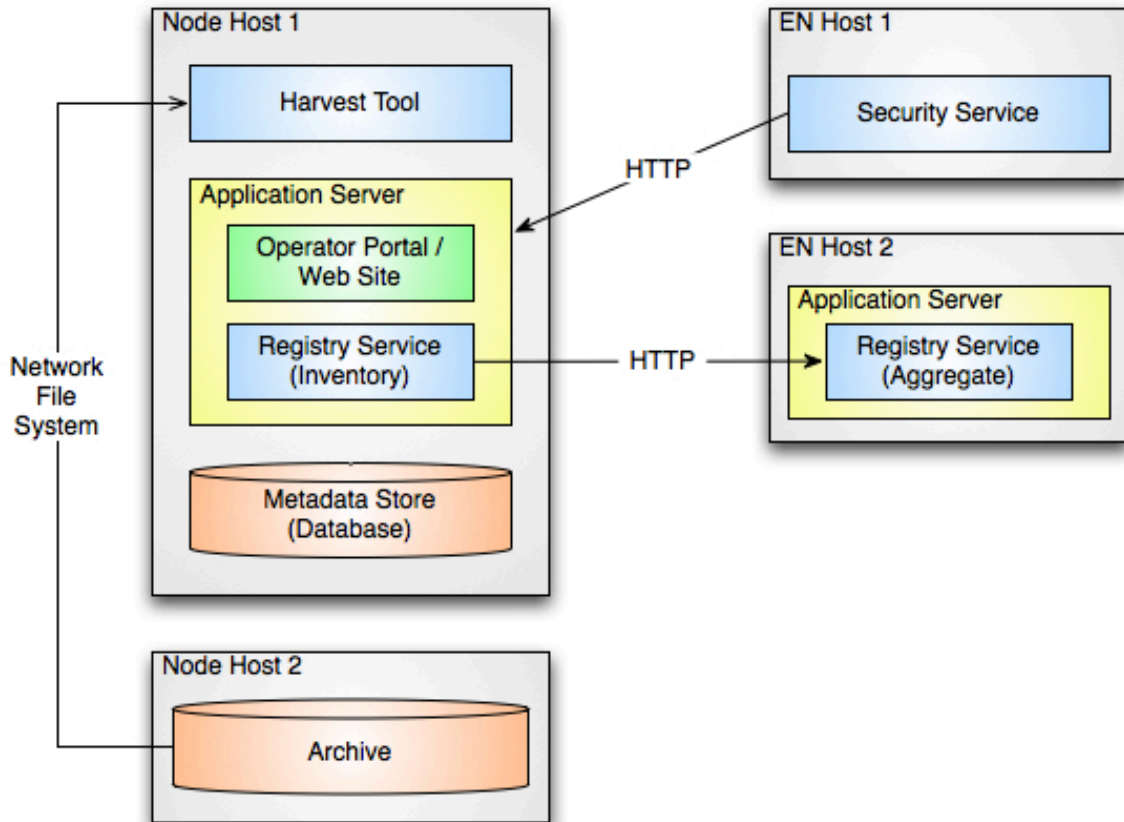 Node Host 1
Harvest Tool
Application Server
Operator Portal /
Web Site
Registry Service
(Inventory)
Metadata Store
(Database)
Network
File
System
Node Host 2
Archive
HTTP
HTTP
EN Host 1
Security Service
EN Host 2
Application Server
Registry Service
(Aggregate)